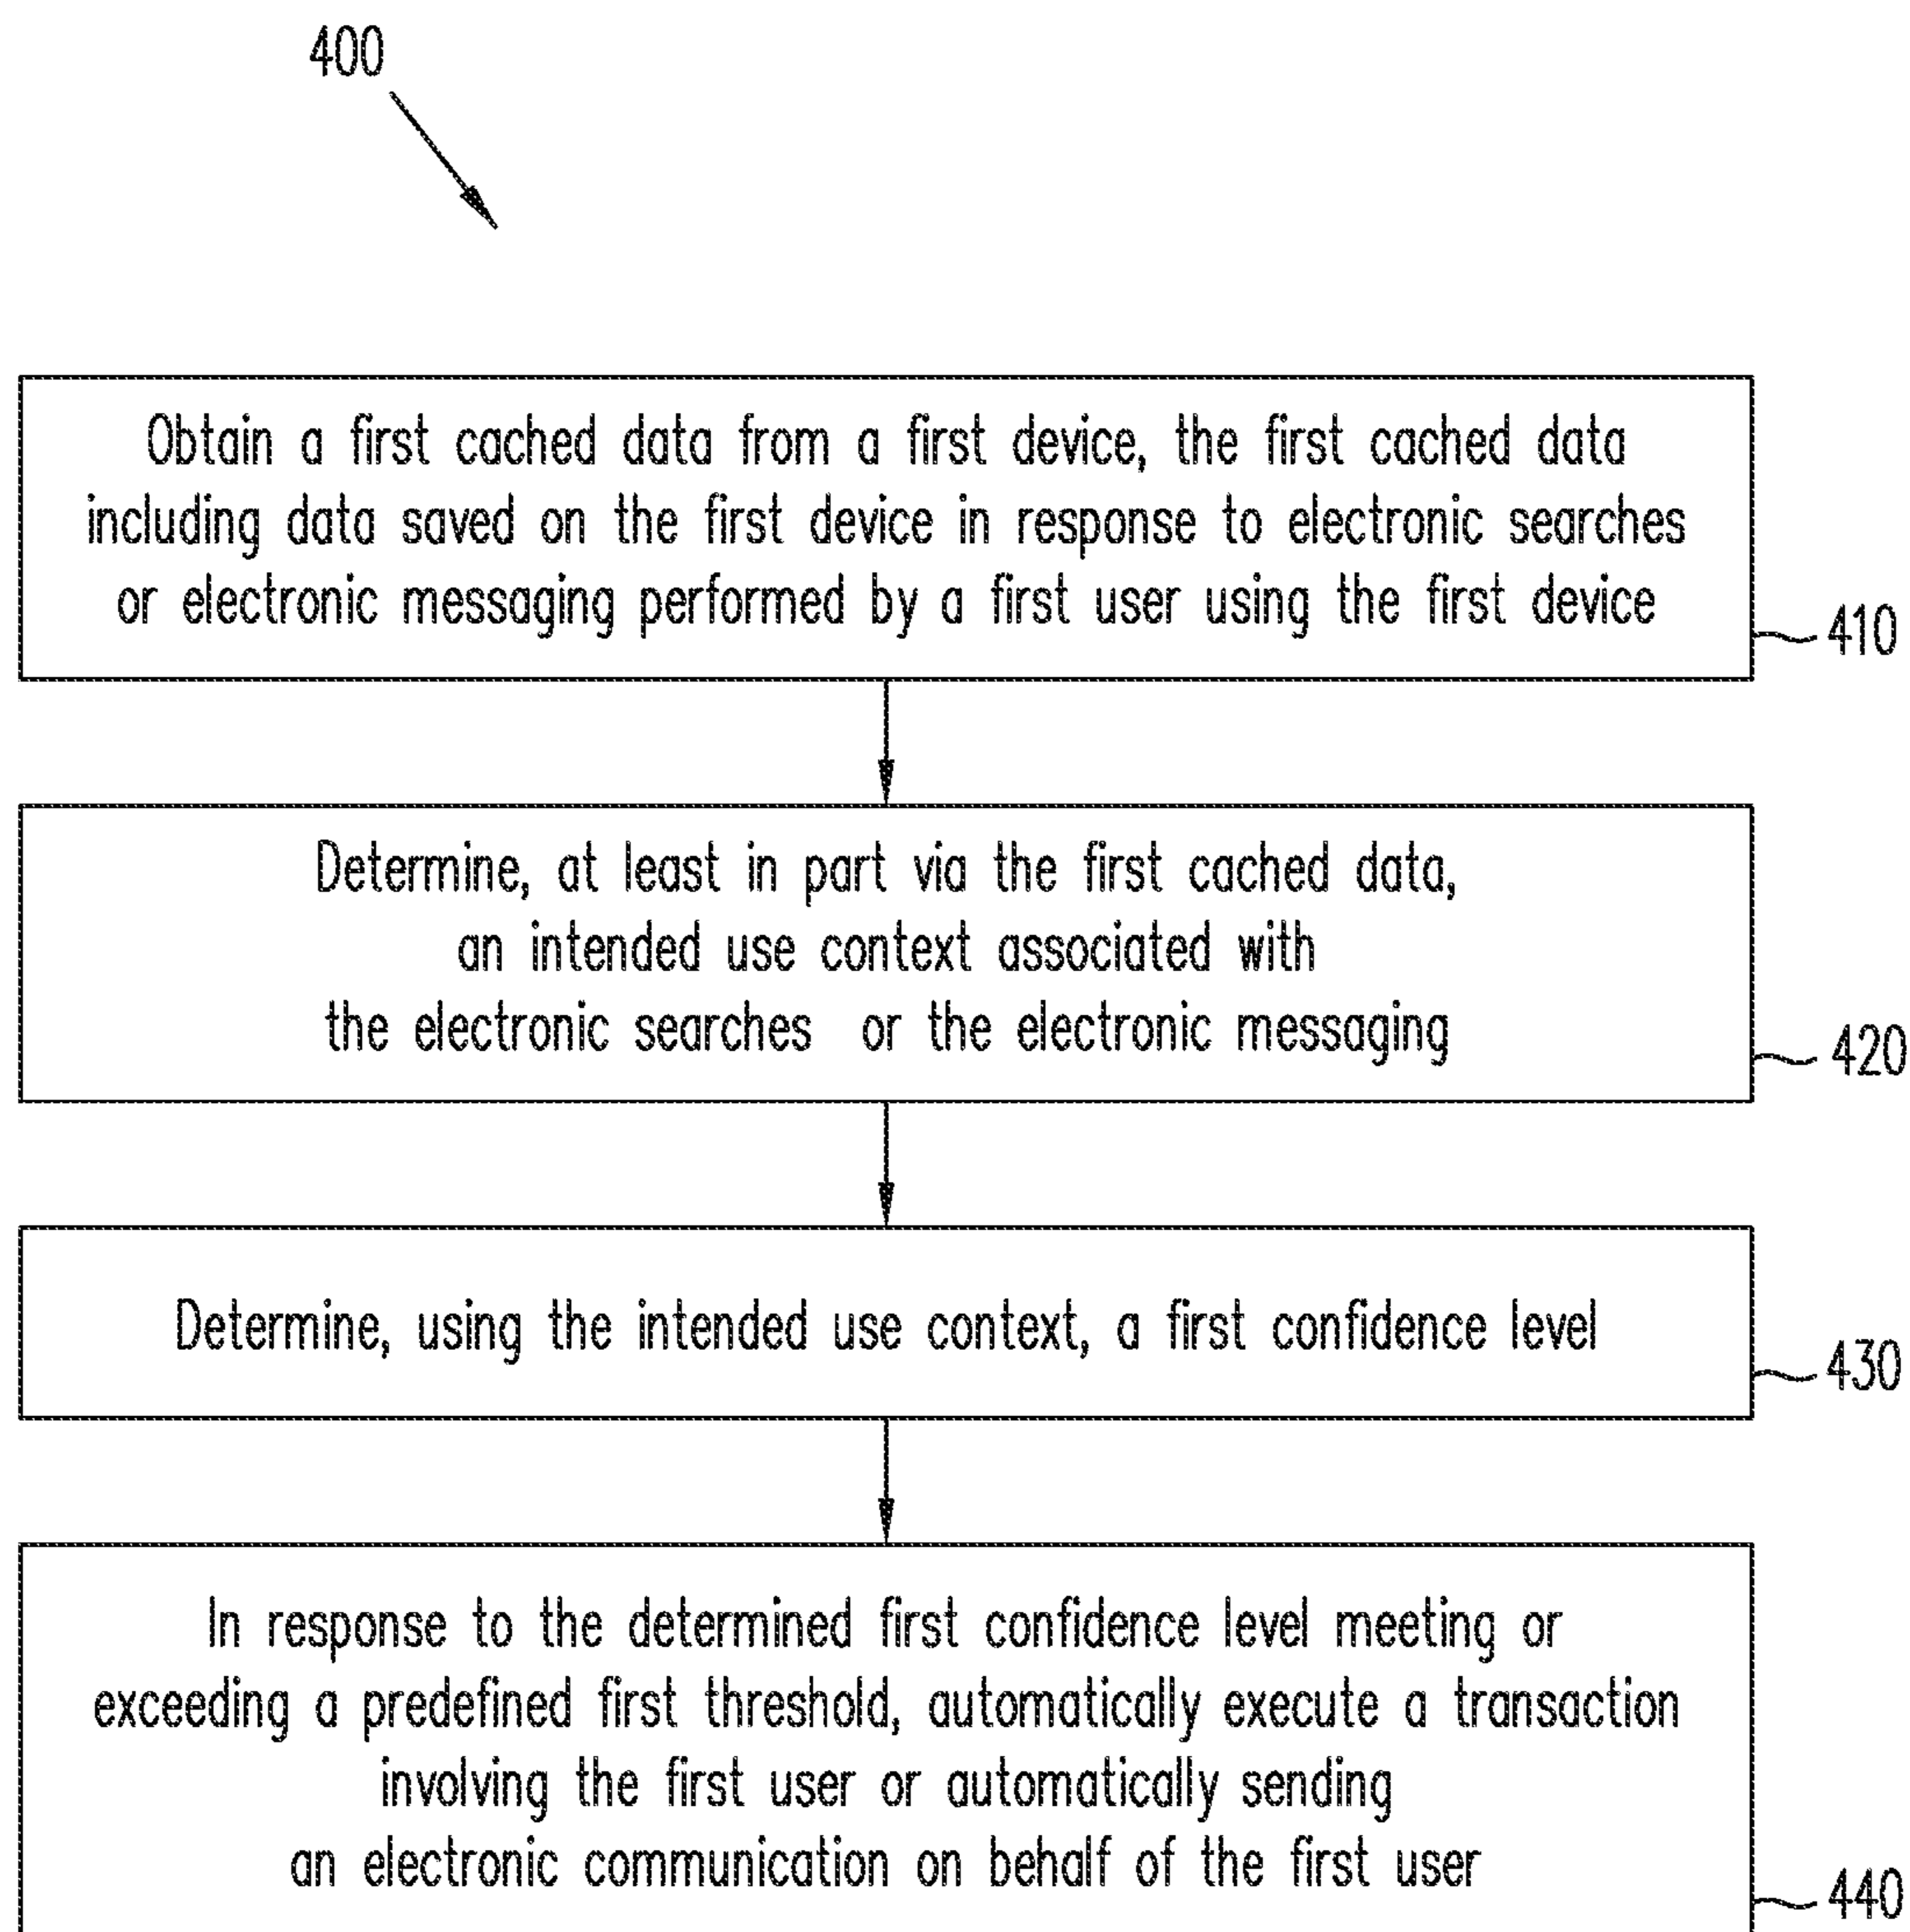 400
Obtain a first cached data from a first device, the first cached data
including data saved on the first device in response to electronic searches
or electronic messaging performed by a first user using the first device
410
Determine, at least in part via the first cached data,
an intended use context associated with
the electronic searches or the electronic messaging
420
Determine, using the intended use context, a first confidence level
430
In response to the determined first confidence level meeting or
exceeding a predefined first threshold, automatically execute a transaction
involving the first user or automatically sending
an electronic communication on behalf of the first user
440